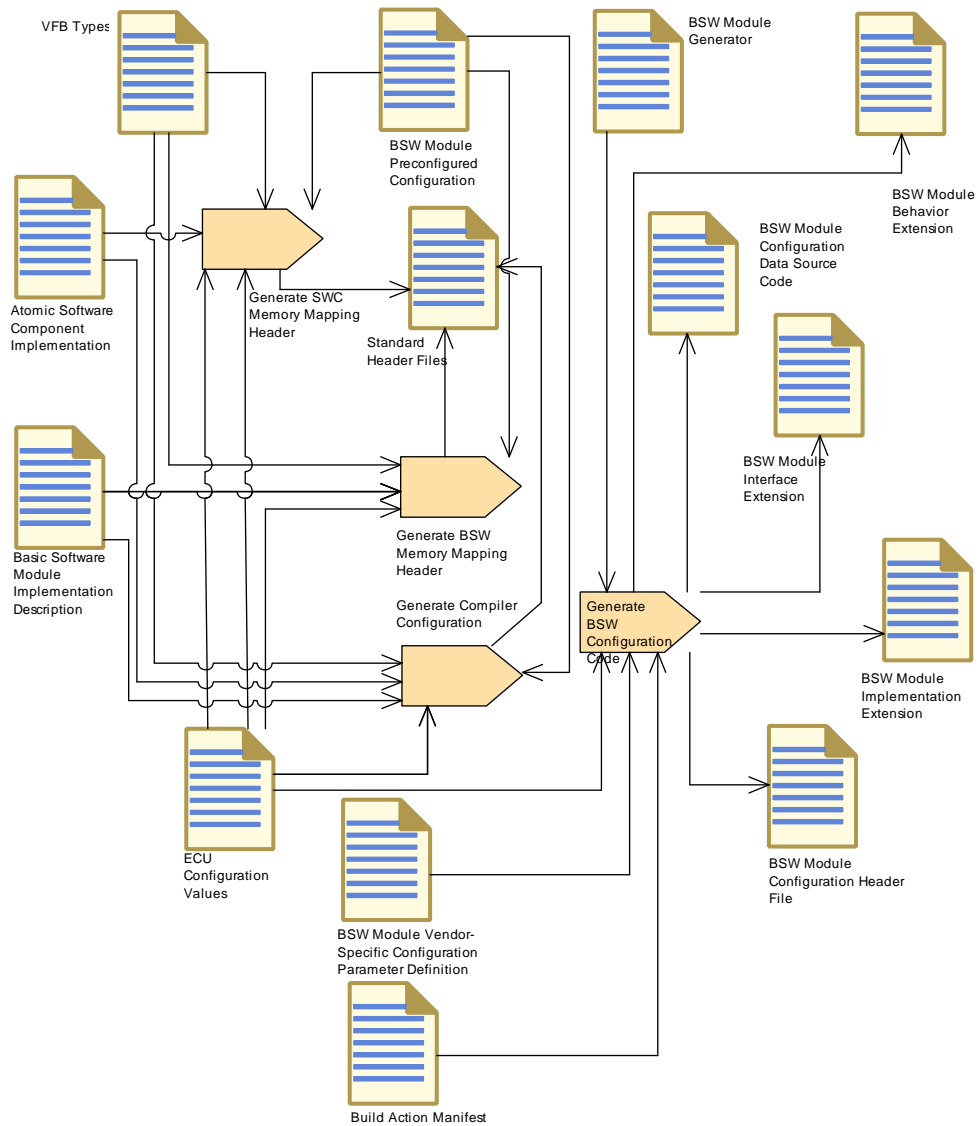 VFB Types
BSW Module
Generator
BSW Module
Preconfigured
Configuration
BSW Module
Behavior
Extension
BSW Module
Configuration
Data Source
Code
Atomic Software
Component
Implementation
Generate SWC
Memory Mapping
Header
Standard
Header Files
BSW Module
Interface
Extension
Basic Software
Module
Implementation
Description
Generate BSW
Memory Mapping
Header
Generate Compiler
Configuration
Generate
BSW
Configuration
Code
BSW Module
Implementation
Extension
ECU
Configuration
Values
BSW Module
Configuration Header
File
BSW Module Vendor-
Specific Configuration
Parameter Definition
Build Action Manifest